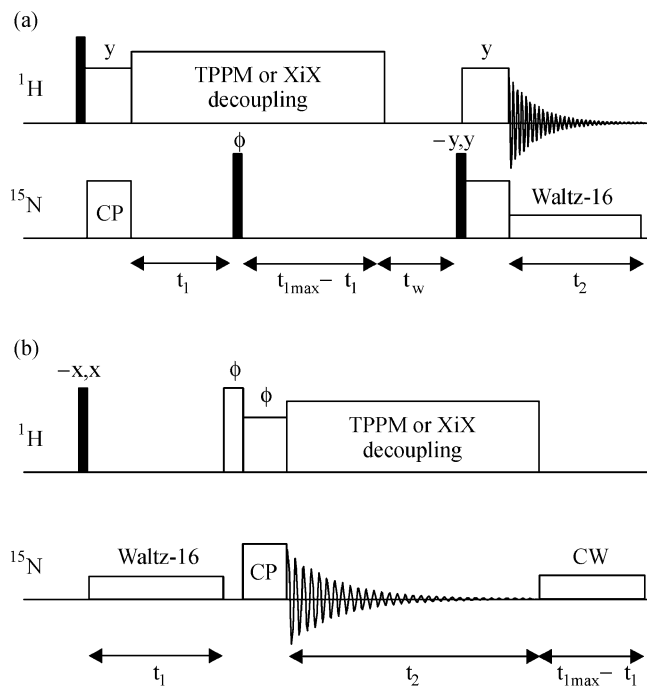 (a)
y
y
¹H
TPPM or XiX
decoupling
ϕ
−y,y
¹⁵N
CP
Waltz-16
t₁
t₁max− t₁
t_w
t₂
(b)
−x,x
ϕ
ϕ
¹H
TPPM or XiX
decoupling
¹⁵N
Waltz-16
CP
CW
t₁
t₂
t₁max− t₁